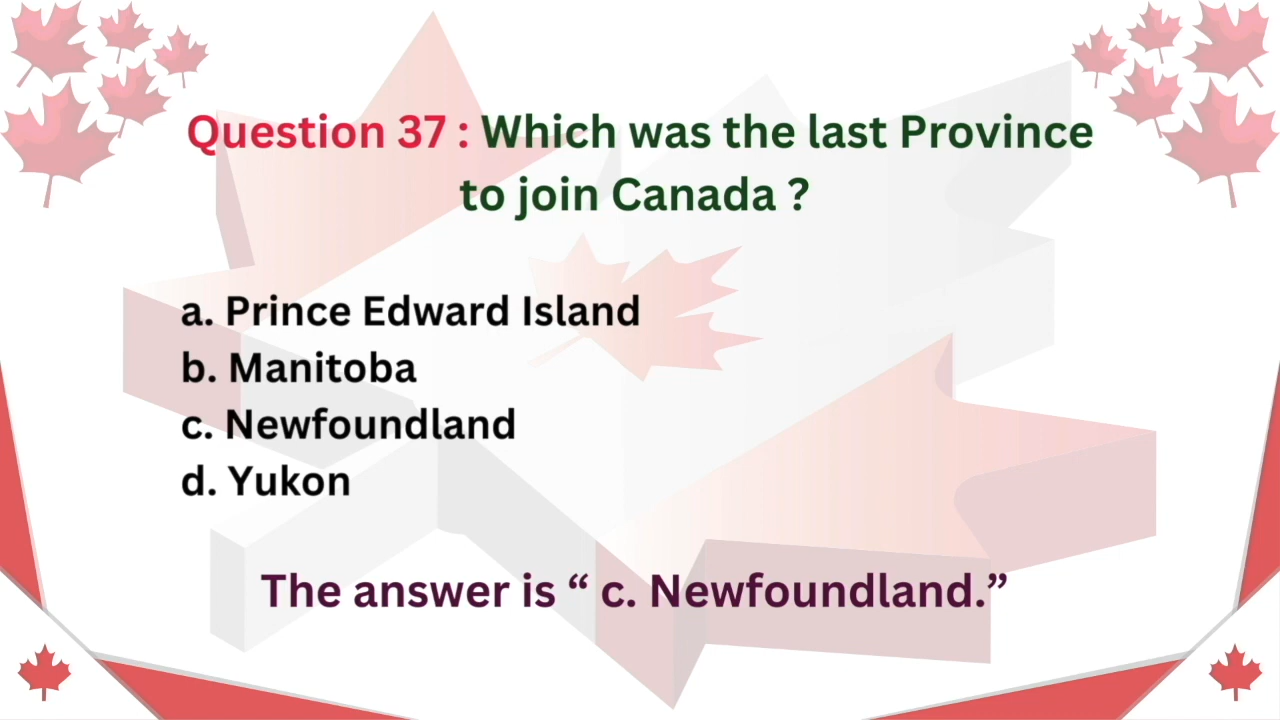 Question 37 : Which was the last Province
to join Canada ?
a. Prince Edward Island
b. Manitoba
c. Newfoundland
d. Yukon
The answer is “ c. Newfoundland.”